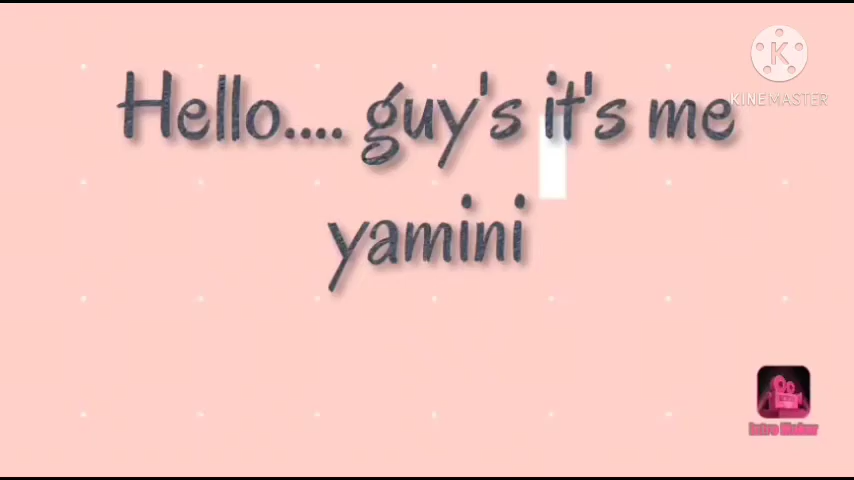 Hello.... guy's it's me
yamini
K
KINEMASTER
Intro Maker